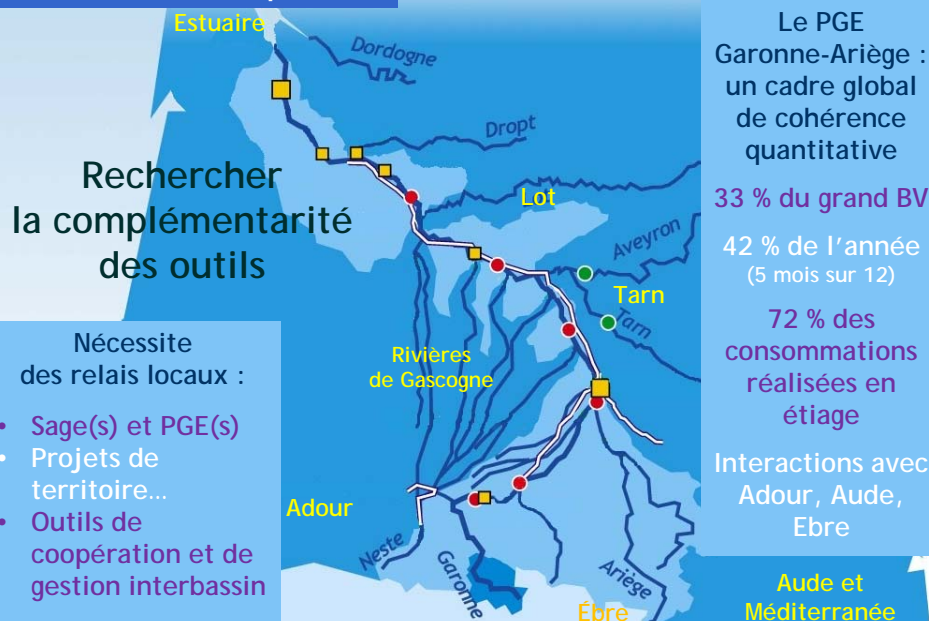 Estuaire
Rechercher
la complémentarité
des outils
Nécessite
des relais locaux :
• Sage(s) et PGE(s)
• Projets de
territoire…
• Outils de
coopération et de
gestion interbassin
Dordogne
Dropt
Lot
Aveyron
Tarn
Tarn
Rivières
de Gascogne
Adour
Neste
Garonne
Ariège
Èbre
Le PGE
Garonne-Ariège :
un cadre global
de cohérence
quantitative
33 % du grand BV
42 % de l’année
(5 mois sur 12)
72 % des
consommations
réalisées en
étiage
Interactions avec
Adour, Aude,
Ebre
Aude et
Méditerranée